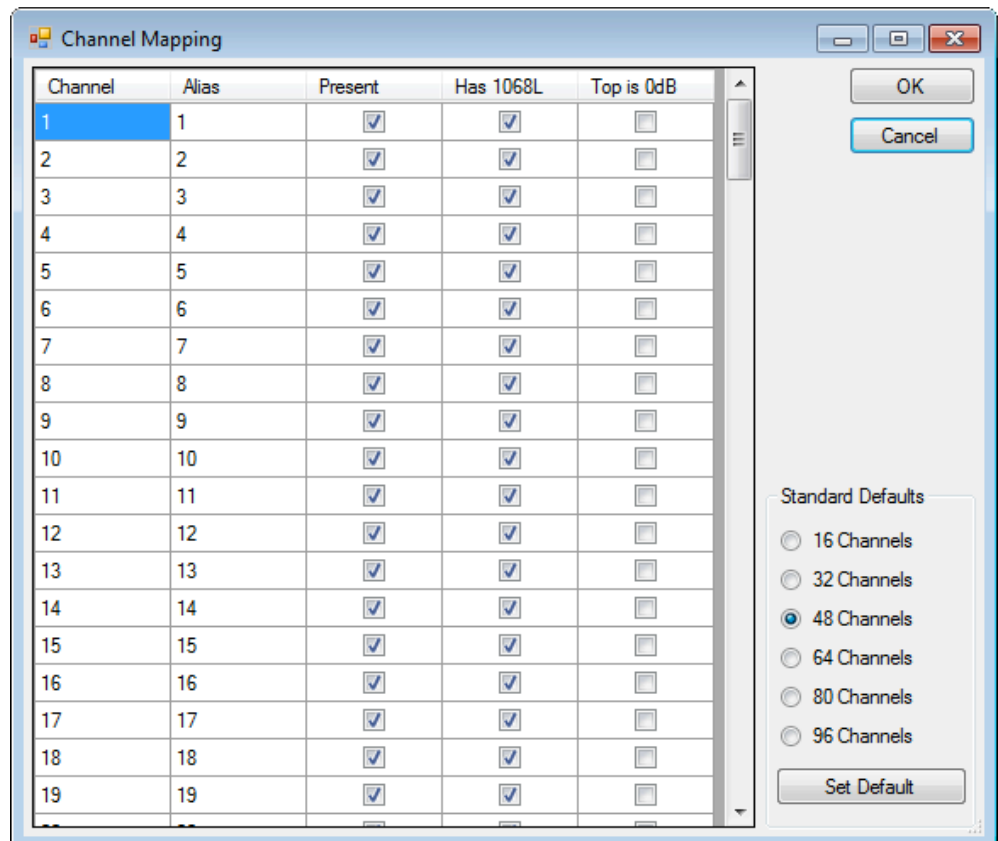 Channel Mapping
Channel Alias Present Has 1068L Top is 0dB
1 1
2 2
3 3
4 4
5 5
6 6
7 7
8 8
9 9
10 10
11 11
12 12
13 13
14 14
15 15
16 16
17 17
18 18
19 19
OK
Cancel
Standard Defaults
16 Channels
32 Channels
48 Channels
64 Channels
80 Channels
96 Channels
Set Default